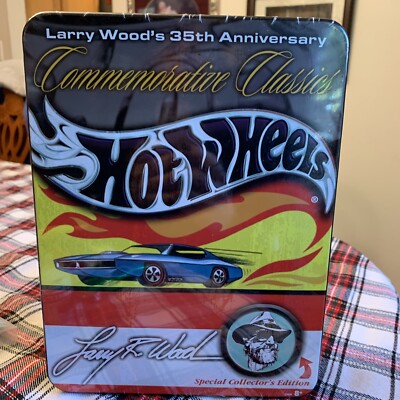 Larry Wood's 35th Anniversary
Commemorative Classics
Hot Wheels
®
Larry R. Wood
Special Collector's Edition